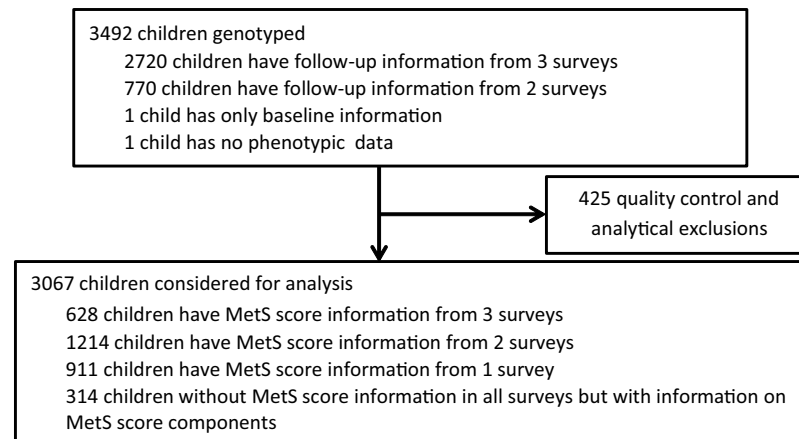 3492 children genotyped
2720 children have follow-up information from 3 surveys
770 children have follow-up information from 2 surveys
1 child has only baseline information
1 child has no phenotypic data
425 quality control and
analytical exclusions
3067 children considered for analysis
628 children have MetS score information from 3 surveys
1214 children have MetS score information from 2 surveys
911 children have MetS score information from 1 survey
314 children without MetS score information in all surveys but with information on
MetS score components